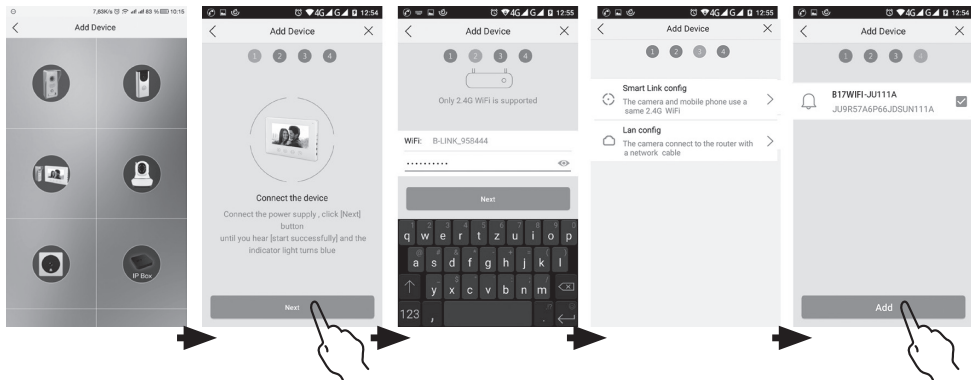 7,63K/s 83 % 10:15
Add Device
IP Box
4G G 12:54
Add Device
1 2 3 4
Connect the device
Connect the power supply , click [Next]
button
until you hear [start successfully] and the
indicator light turns blue
Next
4G G 12:55
Add Device
1 2 3 4
Only 2.4G WiFi is supported
WiFi: B-LINK_958444
..........
Next
q w e r t z u i o p
a s d f g h j k l
y x c v b n m
123 , .
4G G 12:55
Add Device
1 2 3 4
Smart Link config
The camera and mobile phone use a
same 2.4G WiFi
Lan config
The camera connect to the router with
a network cable
4G G 12:54
Add Device
1 2 3 4
B17WIFI-JU111A
JU9R57A6P66JDSUN111A
Add